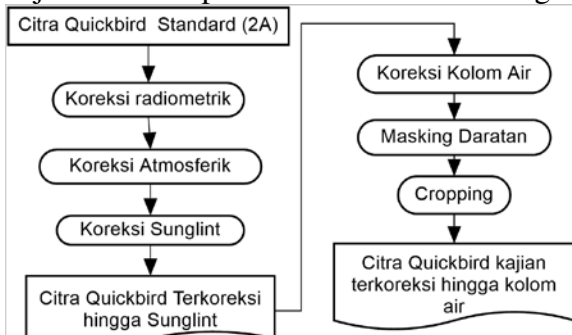 Citra Quickbird Standard (2A)
Koreksi radiometrik
Koreksi Atmosferik
Koreksi Sunglint
Citra Quickbird Terkoreksi
hingga Sunglint
Koreksi Kolom Air
Masking Daratan
Cropping
Citra Quickbird kajian
terkoreksi hingga kolom
air